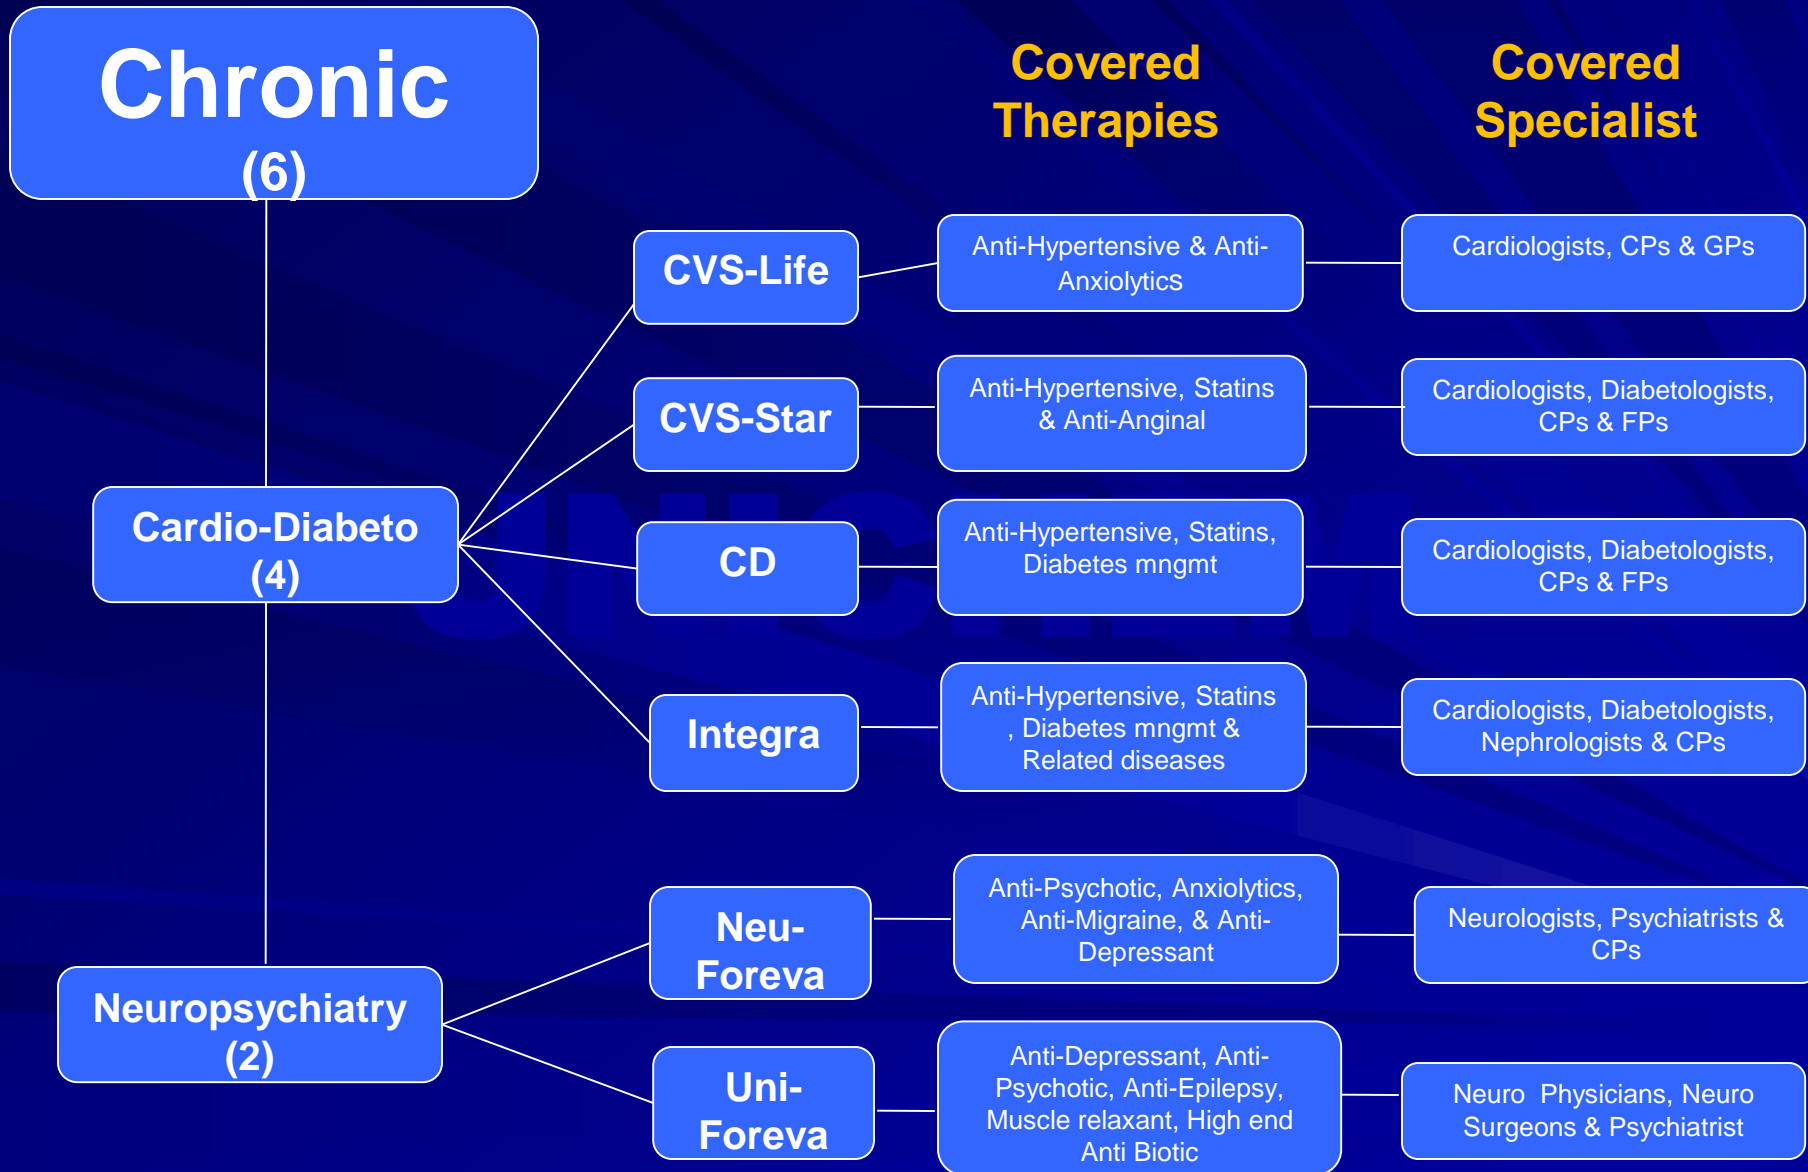 Chronic
(6)
Covered
Therapies
Covered
Specialist
CVS-Life
Anti-Hypertensive & Anti-
Anxiolytics
Cardiologists, CPs & GPs
CVS-Star
Anti-Hypertensive, Statins
& Anti-Anginal
Cardiologists, Diabetologists,
CPs & FPs
Cardio-Diabeto
(4)
CD
Anti-Hypertensive, Statins,
Diabetes mngmt
Cardiologists, Diabetologists,
CPs & FPs
UNICHEM
Integra
Anti-Hypertensive, Statins
, Diabetes mngmt &
Related diseases
Cardiologists, Diabetologists,
Nephrologists & CPs
Neuropsychiatry
(2)
Neu-
Foreva
Anti-Psychotic, Anxiolytics,
Anti-Migraine, & Anti-
Depressant
Neurologists, Psychiatrists &
CPs
Uni-
Foreva
Anti-Depressant, Anti-
Psychotic, Anti-Epilepsy,
Muscle relaxant, High end
Anti Biotic
Neuro  Physicians, Neuro
Surgeons & Psychiatrist